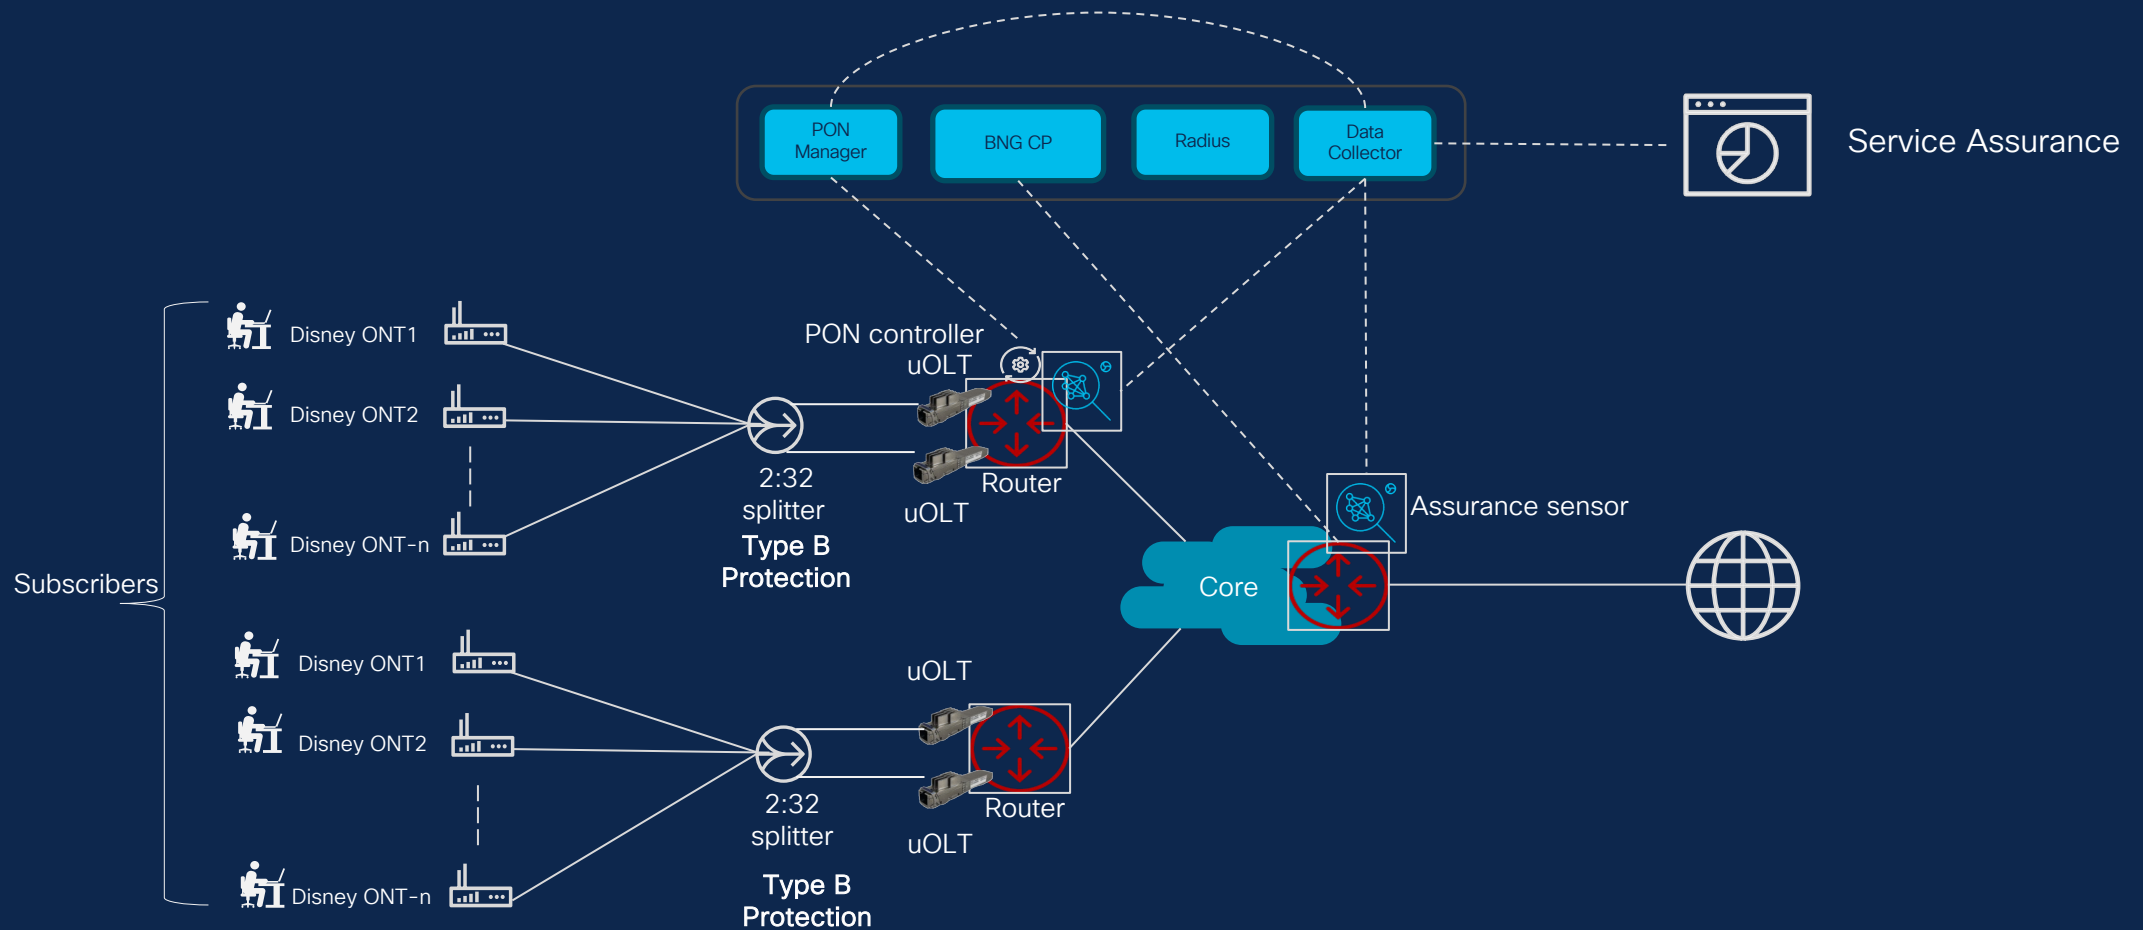 PON
Manager
BNG CP
Radius
Data
Collector
Service Assurance
Disney ONT1
PON controller
uOLT
Disney ONT2
2:32
splitter
Router
uOLT
Type B
Protection
Assurance sensor
Disney ONT-n
Subscribers
Core
Disney ONT1
uOLT
Disney ONT2
2:32
splitter
Router
uOLT
Type B
Protection
Disney ONT-n